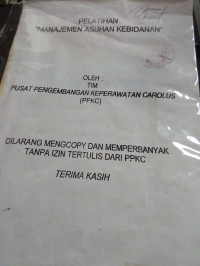 PELATIHAN
"MANAJEMEN ASUHAN KEBIDANAN"
OLEH :
TIM
PUSAT PENGEMBANGAN KEPERAWATAN CAROLUS
(PPKC)
DILARANG MENGCOPY DAN MEMPERBANYAK
TANPA IZIN TERTULIS DARI PPKC
TERIMA KASIH